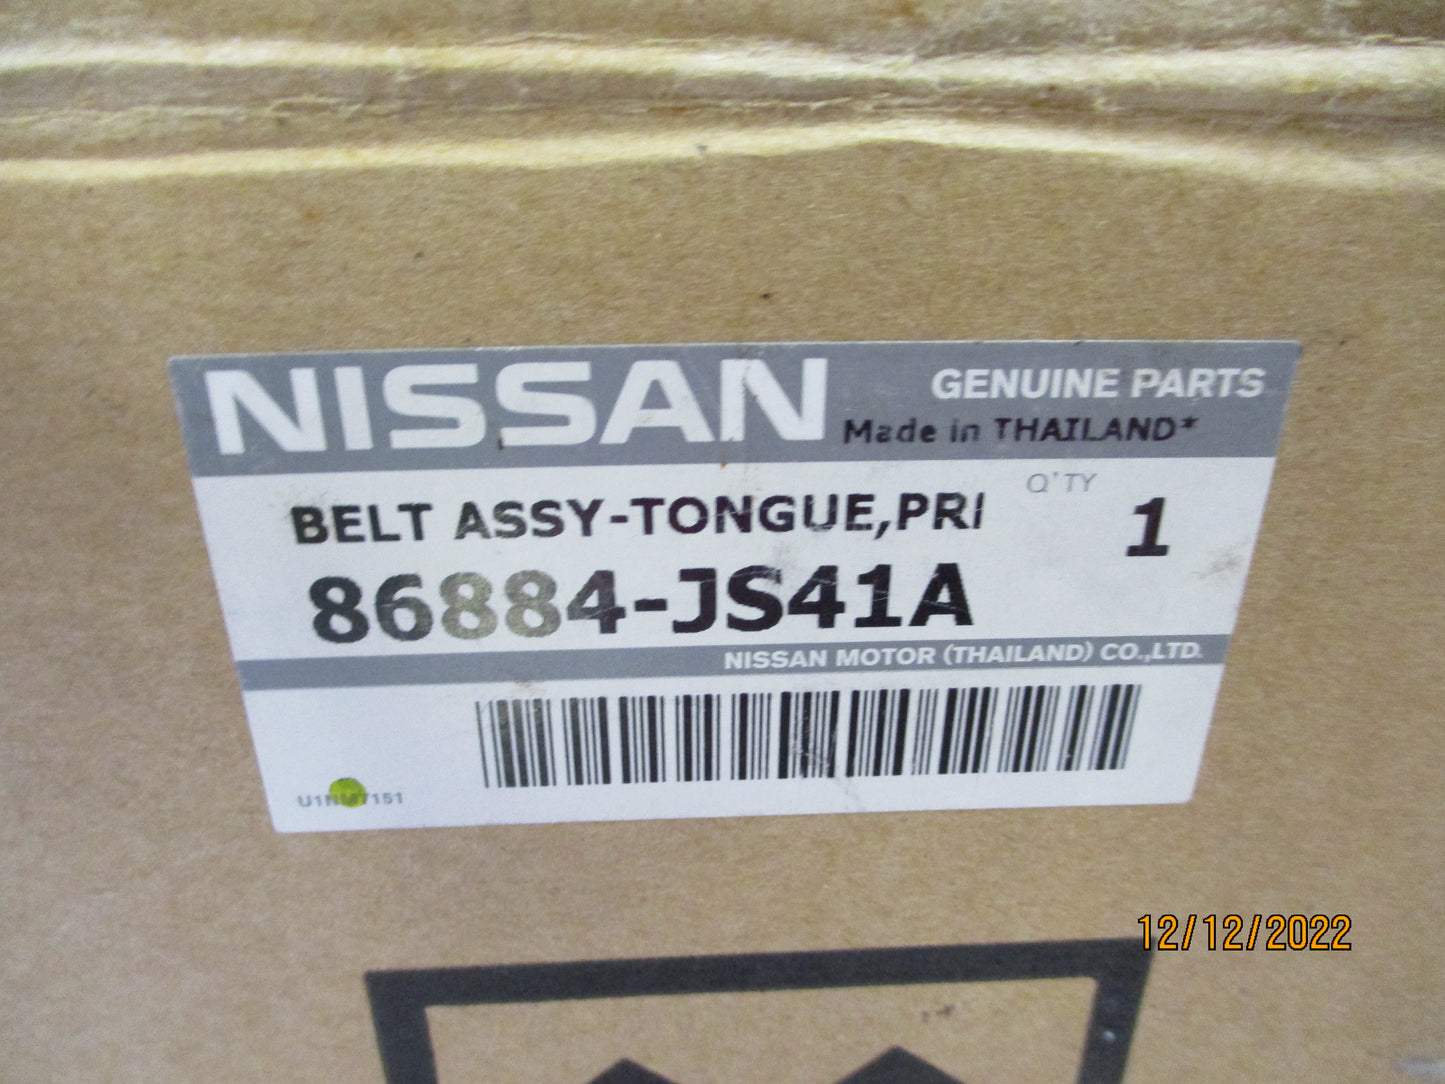 NISSAN
GENUINE PARTS
Made in THAILAND*
BELT ASSY-TONGUE,PRI
Q'TY 1
86884-JS41A
NISSAN MOTOR (THAILAND) CO.,LTD.
12/12/2022